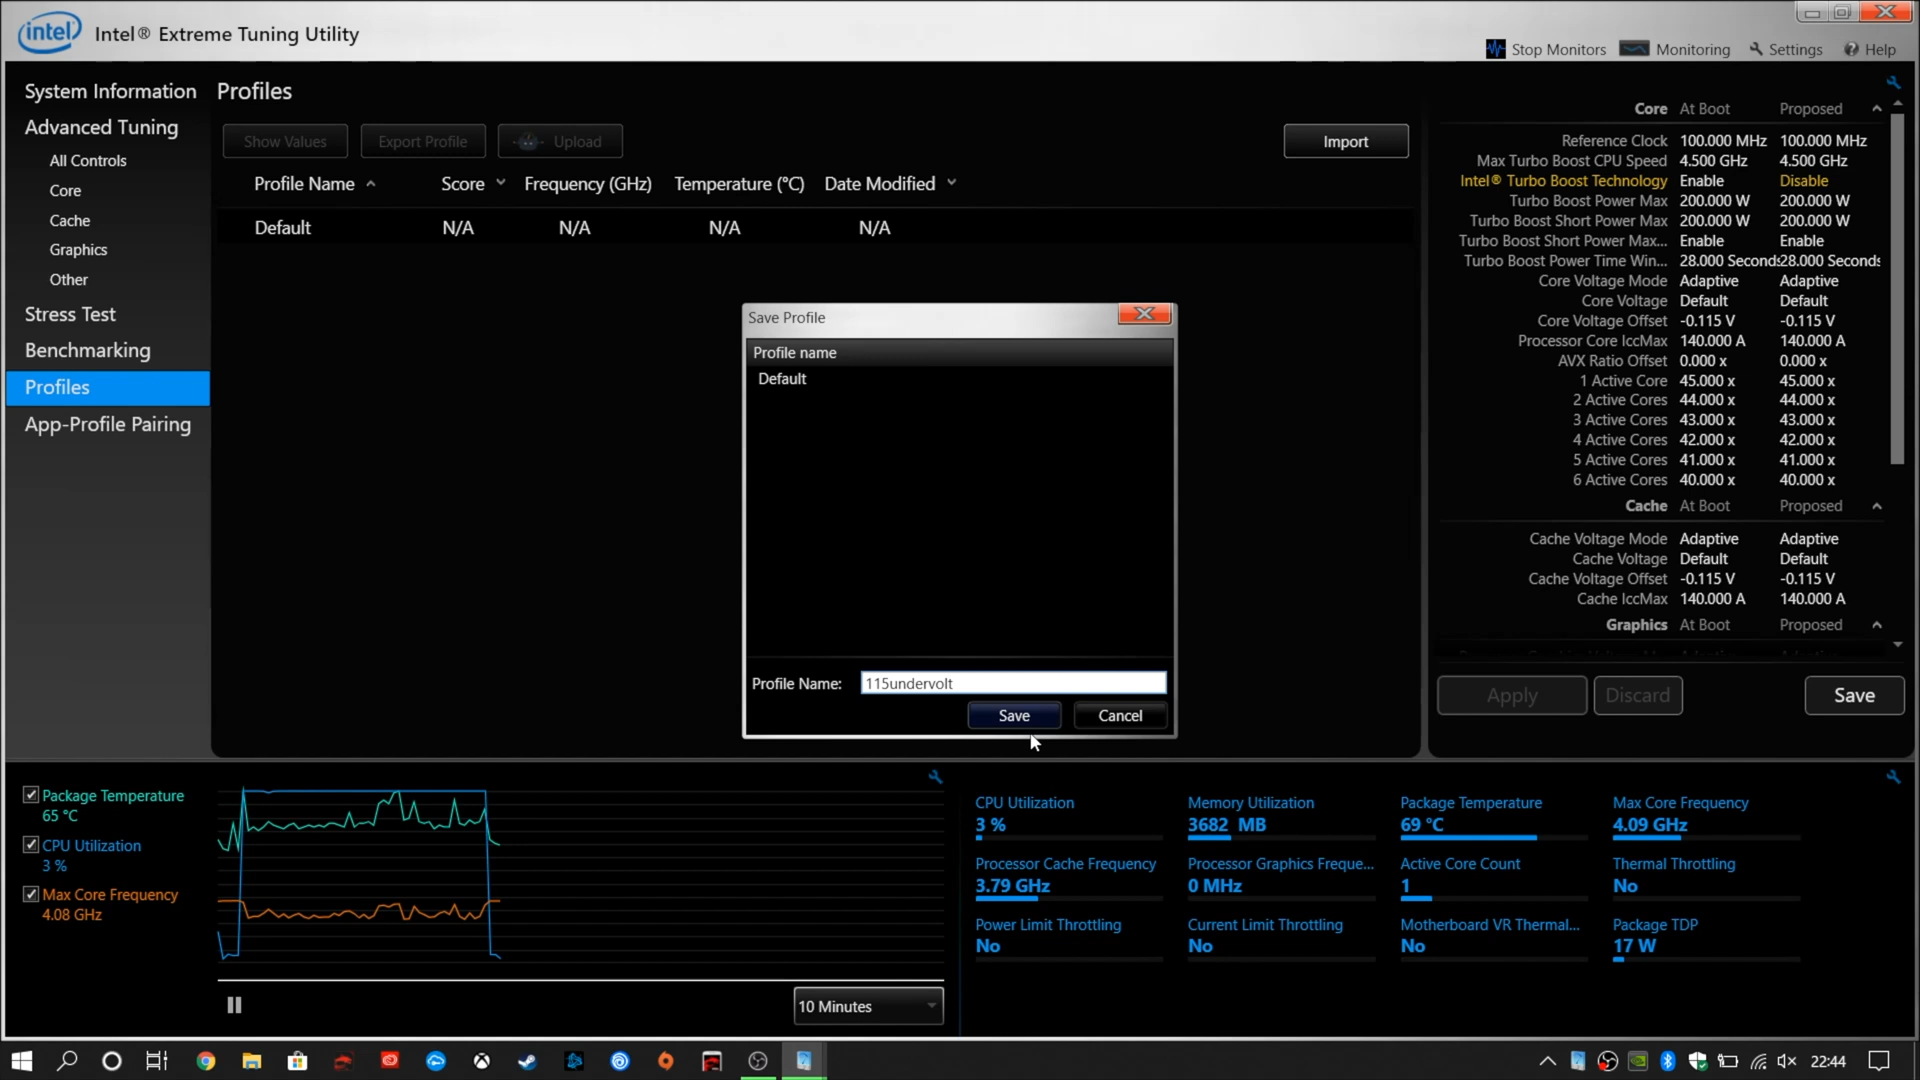 intel
Intel® Extreme Tuning Utility
Stop Monitors
Monitoring
Settings
Help
System Information
Advanced Tuning
All Controls
Core
Cache
Graphics
Other
Stress Test
Benchmarking
Profiles
App-Profile Pairing
Profiles
Show Values
Export Profile
Upload
Import
Profile Name Score Frequency (GHz) Temperature (°C) Date Modified
Default N/A N/A N/A N/A
Save Profile
Profile name
Default
Profile Name: 115undervolt
Save
Cancel
Core At Boot Proposed
Reference Clock 100.000 MHz 100.000 MHz
Max Turbo Boost CPU Speed 4.500 GHz 4.500 GHz
Intel® Turbo Boost Technology Enable Disable
Turbo Boost Power Max 200.000 W 200.000 W
Turbo Boost Short Power Max 200.000 W 200.000 W
Turbo Boost Short Power Max... Enable Enable
Turbo Boost Power Time Win... 28.000 Seconds 28.000 Seconds
Core Voltage Mode Adaptive Adaptive
Core Voltage Default Default
Core Voltage Offset -0.115 V -0.115 V
Processor Core IccMax 140.000 A 140.000 A
AVX Ratio Offset 0.000 x 0.000 x
1 Active Core 45.000 x 45.000 x
2 Active Cores 44.000 x 44.000 x
3 Active Cores 43.000 x 43.000 x
4 Active Cores 42.000 x 42.000 x
5 Active Cores 41.000 x 41.000 x
6 Active Cores 40.000 x 40.000 x
Cache At Boot Proposed
Cache Voltage Mode Adaptive Adaptive
Cache Voltage Default Default
Cache Voltage Offset -0.115 V -0.115 V
Cache IccMax 140.000 A 140.000 A
Graphics At Boot Proposed
Apply
Discard
Save
Package Temperature
65 °C
CPU Utilization
3 %
Max Core Frequency
4.08 GHz
10 Minutes
CPU Utilization
3 %
Memory Utilization
3682 MB
Package Temperature
69 °C
Max Core Frequency
4.09 GHz
Processor Cache Frequency
3.79 GHz
Processor Graphics Freque...
0 MHz
Active Core Count
1
Thermal Throttling
No
Power Limit Throttling
No
Current Limit Throttling
No
Motherboard VR Thermal...
No
Package TDP
17 W
22:44